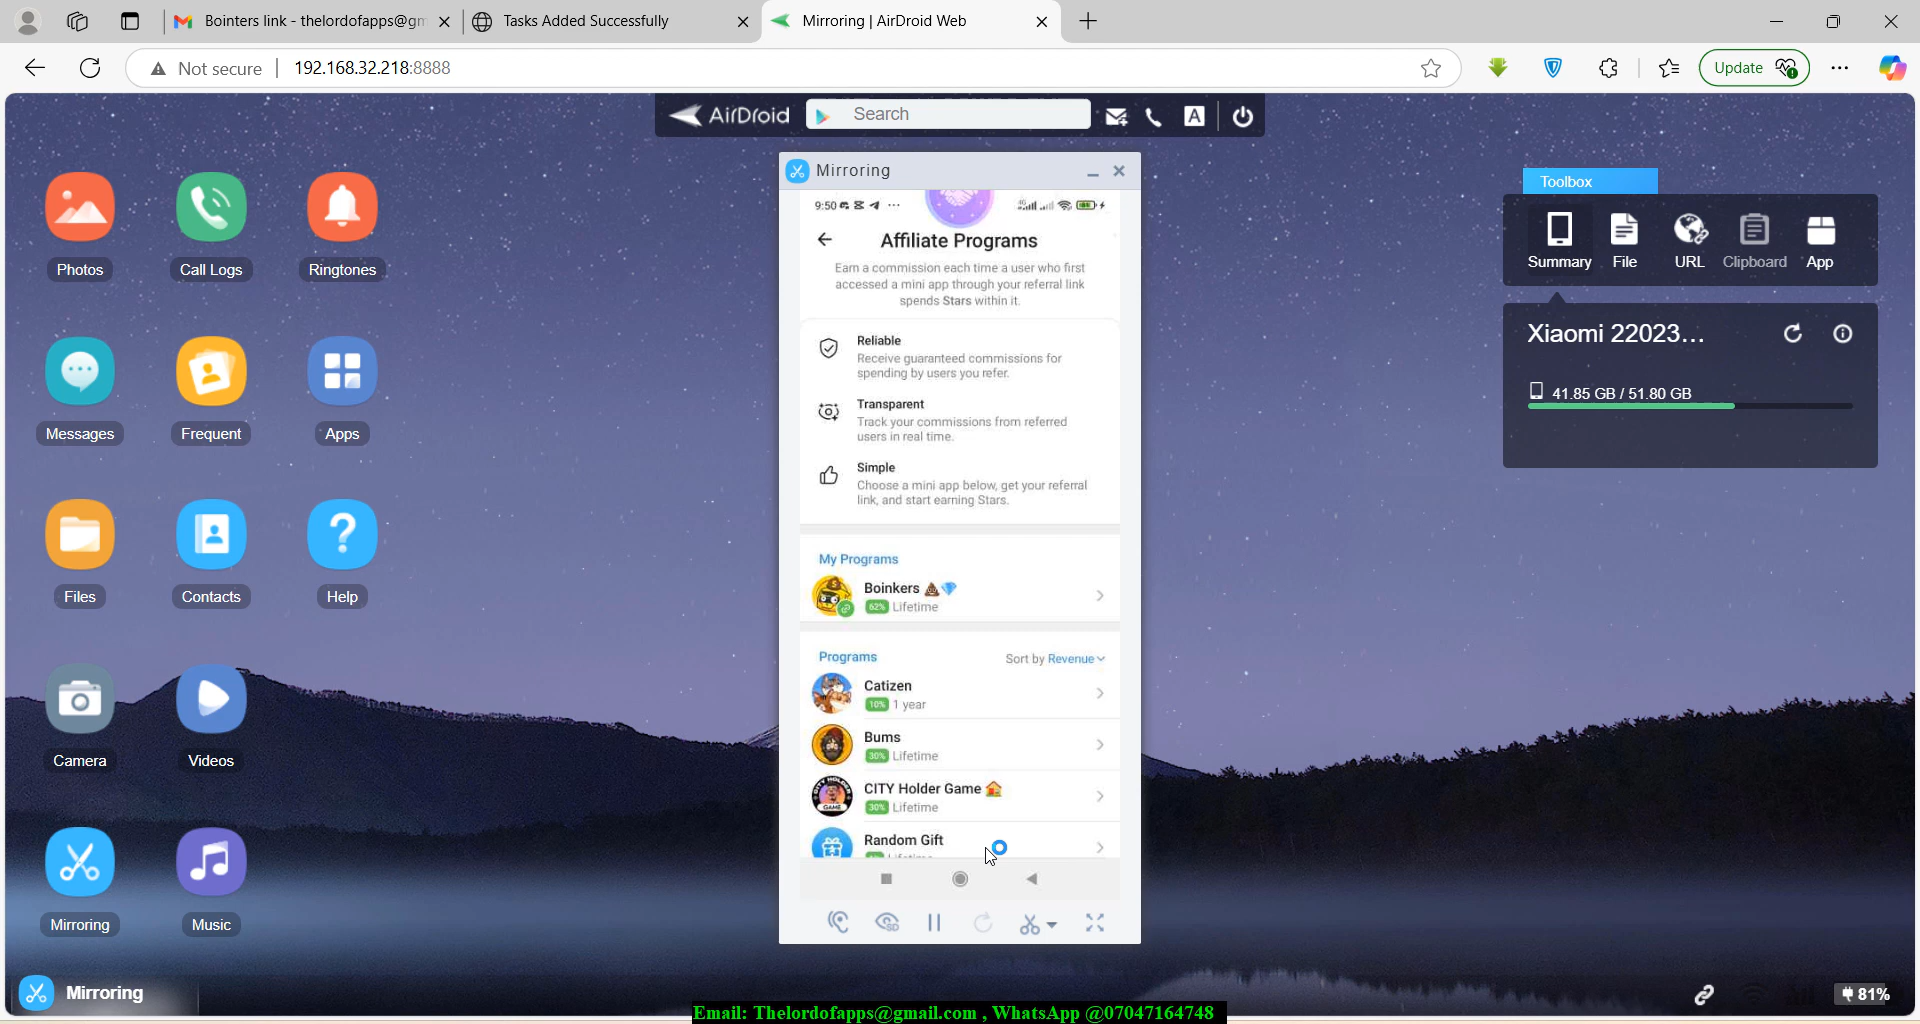 Bointers link - thelordofapps@gm
Tasks Added Successfully
Mirroring | AirDroid Web
Not secure
192.168.32.218:8888
Update
AirDroid
Search
A
Photos
Call Logs
Ringtones
Messages
Frequent
Apps
Files
Contacts
Help
Camera
Videos
Mirroring
Music
Mirroring
Mirroring
9:50
Affiliate Programs
Earn a commission each time a user who first
accessed a mini app through your referral link
spends Stars within it.
Reliable
Receive guaranteed commissions for
spending by users you refer.
Transparent
Track your commissions from referred
users in real time.
Simple
Choose a mini app below, get your referral
link, and start earning Stars.
My Programs
Boinkers 💩💎
62% Lifetime
Programs
Sort by Revenue
Catizen
10% 1 year
Bums
30% Lifetime
CITY Holder Game 🏠
30% Lifetime
Random Gift
SD
Toolbox
Summary
File
URL
Clipboard
App
Xiaomi 22023...
41.85 GB / 51.80 GB
81%
Email: Thelordofapps@gmail.com , WhatsApp @07047164748